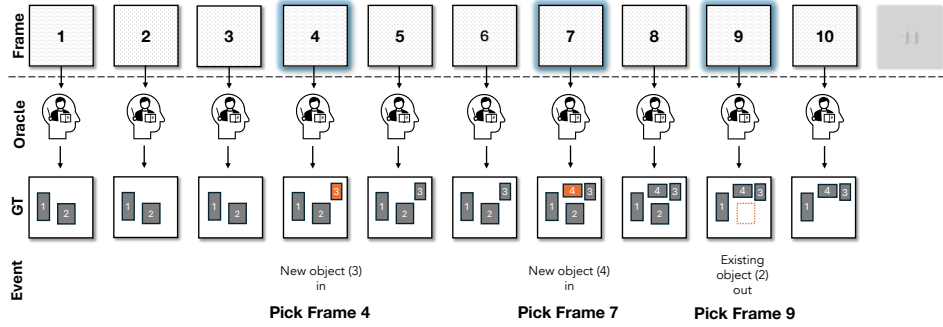 Frame
1 2 3 4 5 6 7 8 9 10 11
Oracle
GT
1 2
1 2
1 2
1 2 3
1 2 3
1 2 3
1 4 3 2
1 4 3 2
1 4 3
1 4 3
Event
New object (3)
in
Pick Frame 4
New object (4)
in
Pick Frame 7
Existing
object (2)
out
Pick Frame 9